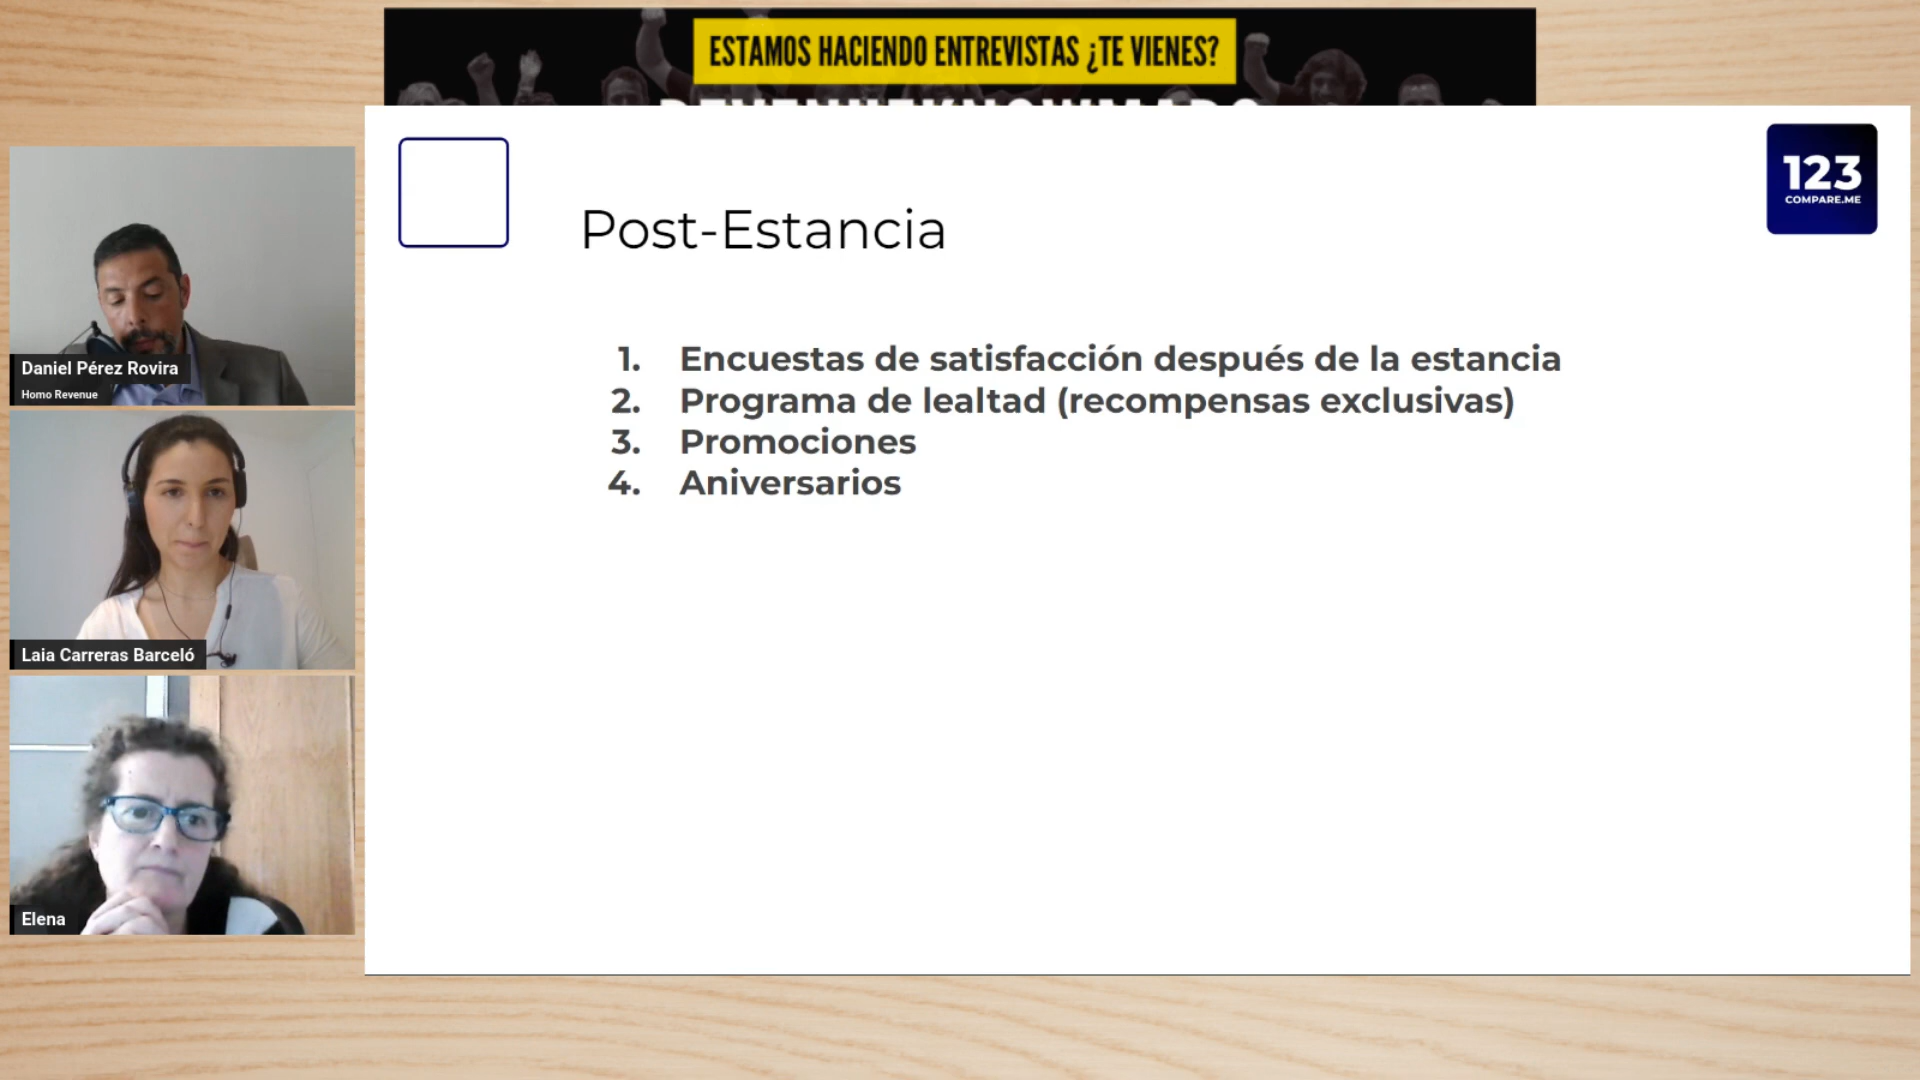 ESTAMOS HACIENDO ENTREVISTAS ¿TE VIENES?
123
COMPARE.ME
Post-Estancia
1. Encuestas de satisfacción después de la estancia
2. Programa de lealtad (recompensas exclusivas)
3. Promociones
4. Aniversarios
Daniel Pérez Rovira
Homo Revenue
Laia Carreras Barceló
Elena